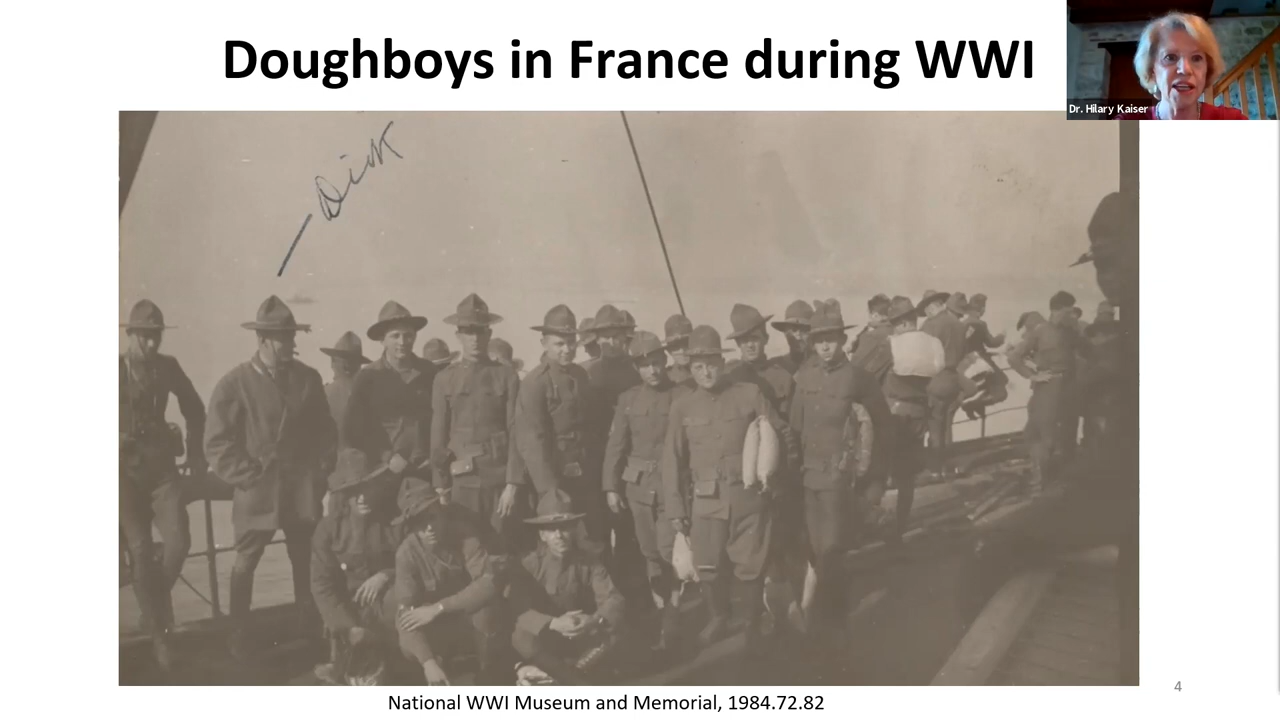 Doughboys in France during WWI
Dr. Hilary Kaiser
Dick
National WWI Museum and Memorial, 1984.72.82
4